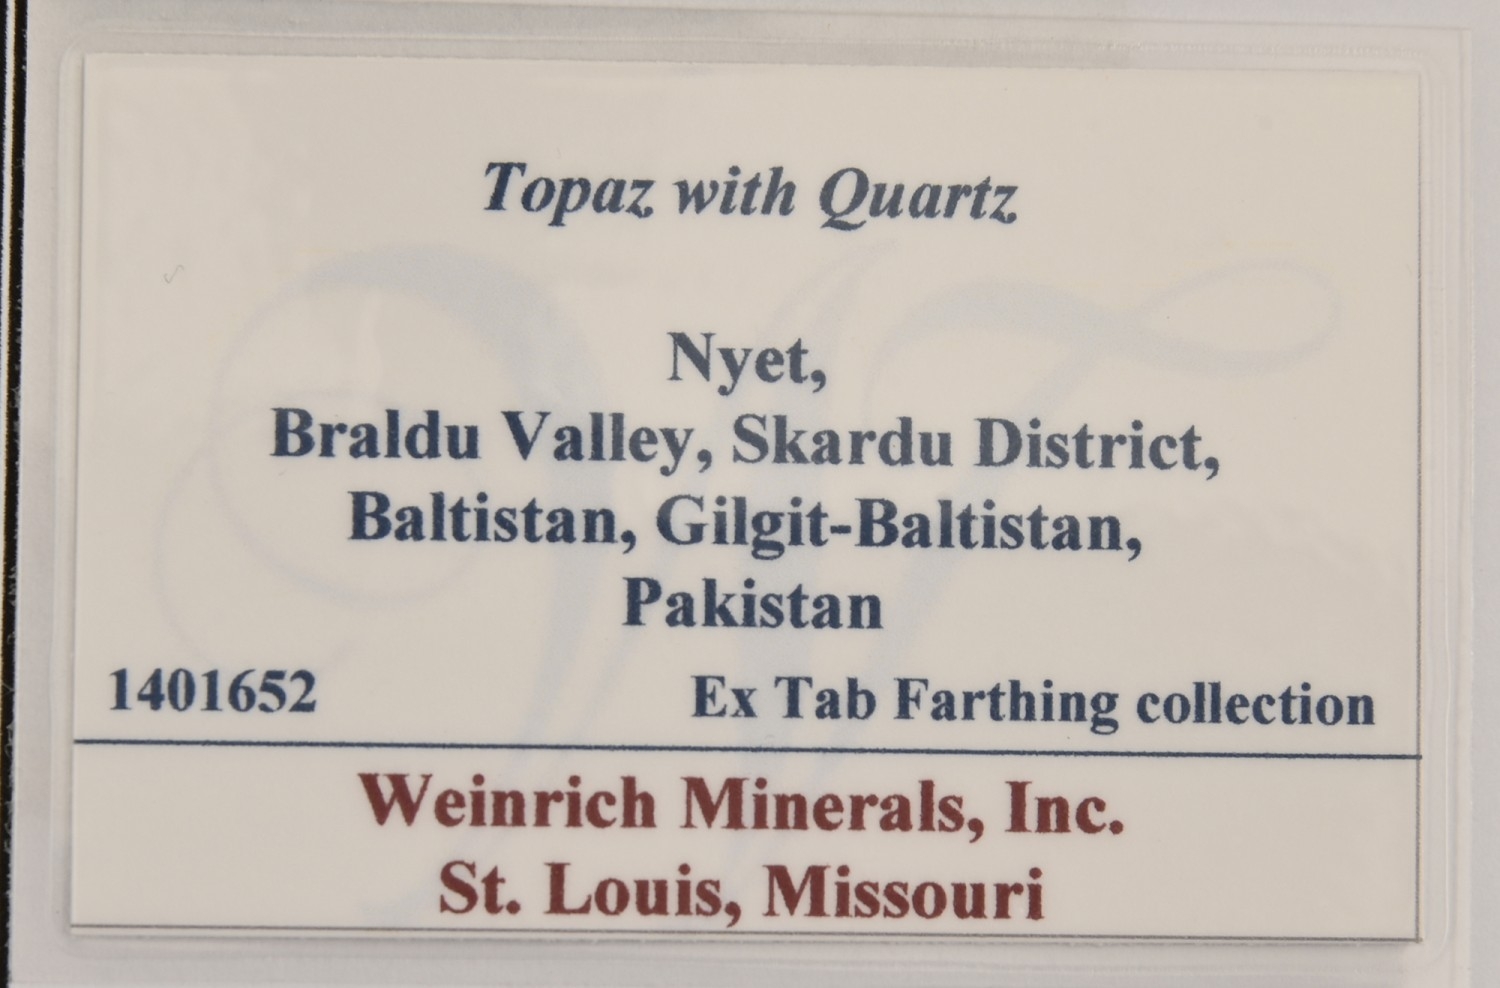 Topaz with Quartz
Nyet,
Braldu Valley, Skardu District,
Baltistan, Gilgit-Baltistan,
Pakistan
1401652 Ex Tab Farthing collection
Weinrich Minerals, Inc.
St. Louis, Missouri